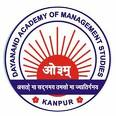 DAYANAND ACADEMY OF MANAGEMENT STUDIES
ओ३म्
असतो मा सद्गमय तमसो मा ज्योतिर्गमय
KANPUR